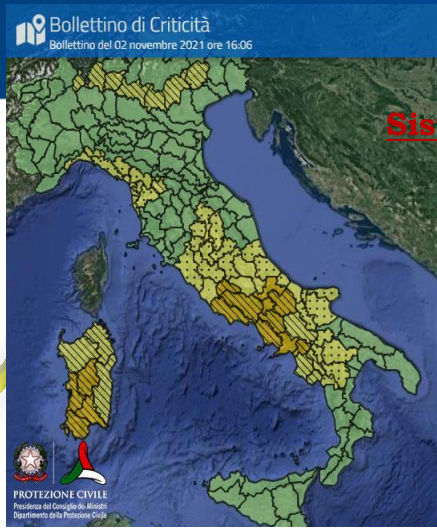 Bollettino di Criticità
Bollettino del 02 novembre 2021 ore 16:06
Sis
PROTEZIONE CIVILE
Presidenza del Consiglio dei Ministri
Dipartimento della Protezione Civile